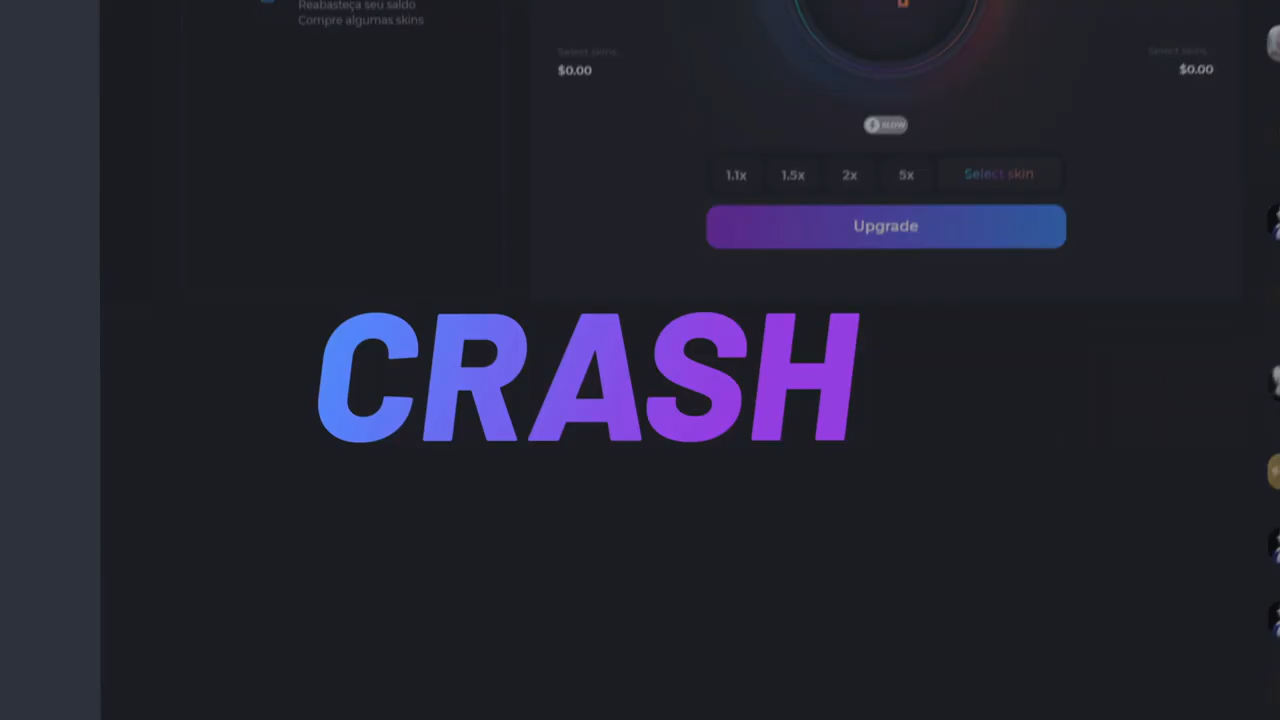 Reabasteça seu saldo
Compre algumas skins
Select skins
$0.00
Select skins
$0.00
SLOW
1.1x
1.5x
2x
5x
Select skin
Upgrade
CRASH